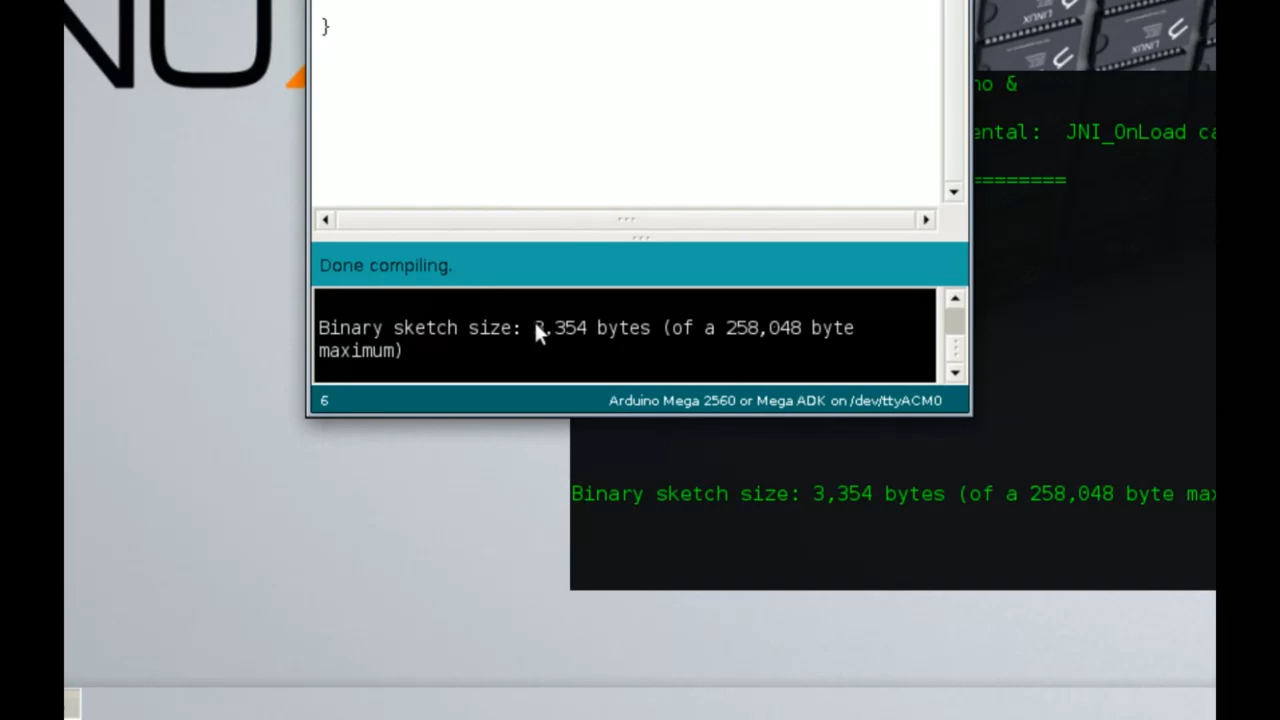 NO
}
no &
ental:  JNI_OnLoad ca
=========
Done compiling.
Binary sketch size: 3,354 bytes (of a 258,048 byte
maximum)
6
Arduino Mega 2560 or Mega ADK on /dev/ttyACM0
Binary sketch size: 3,354 bytes (of a 258,048 byte max